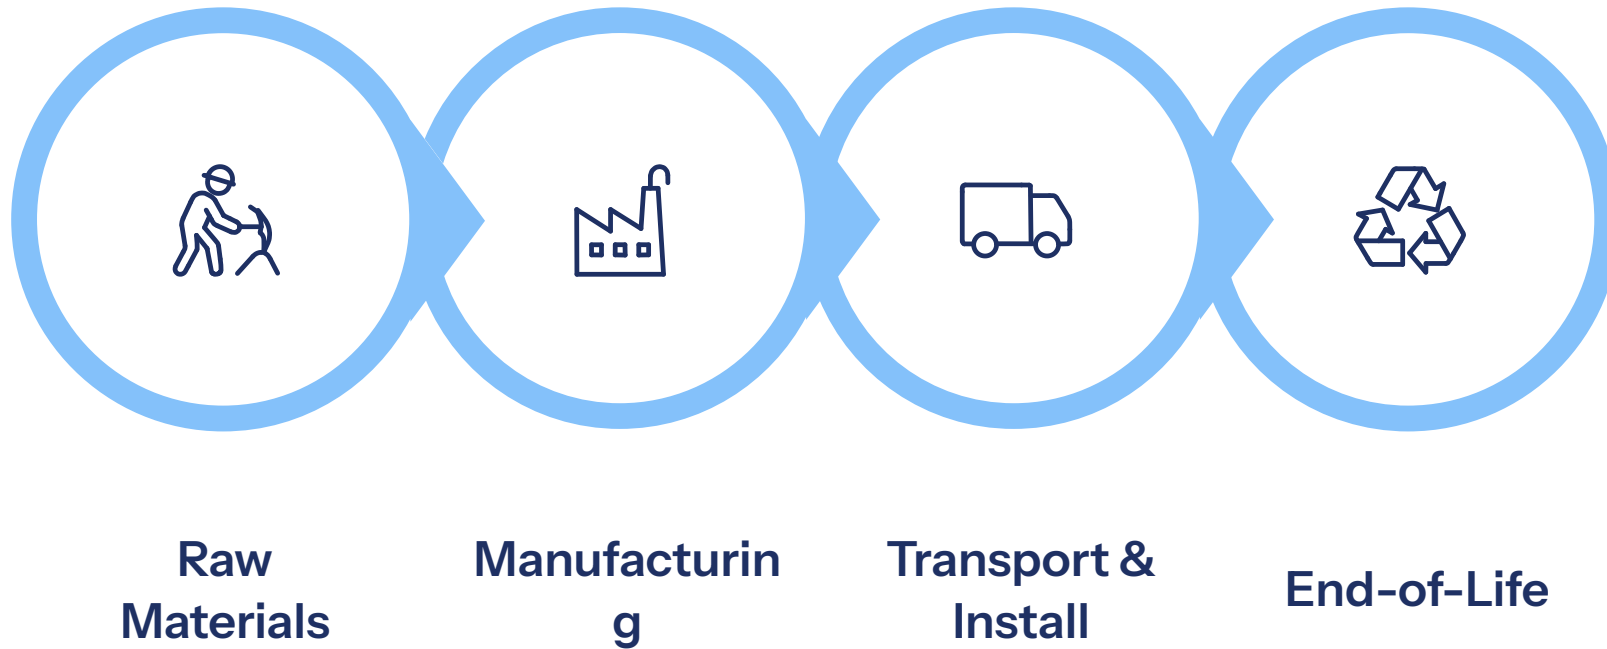 Raw
Materials
Manufacturin
g
Transport &
Install
End-of-Life